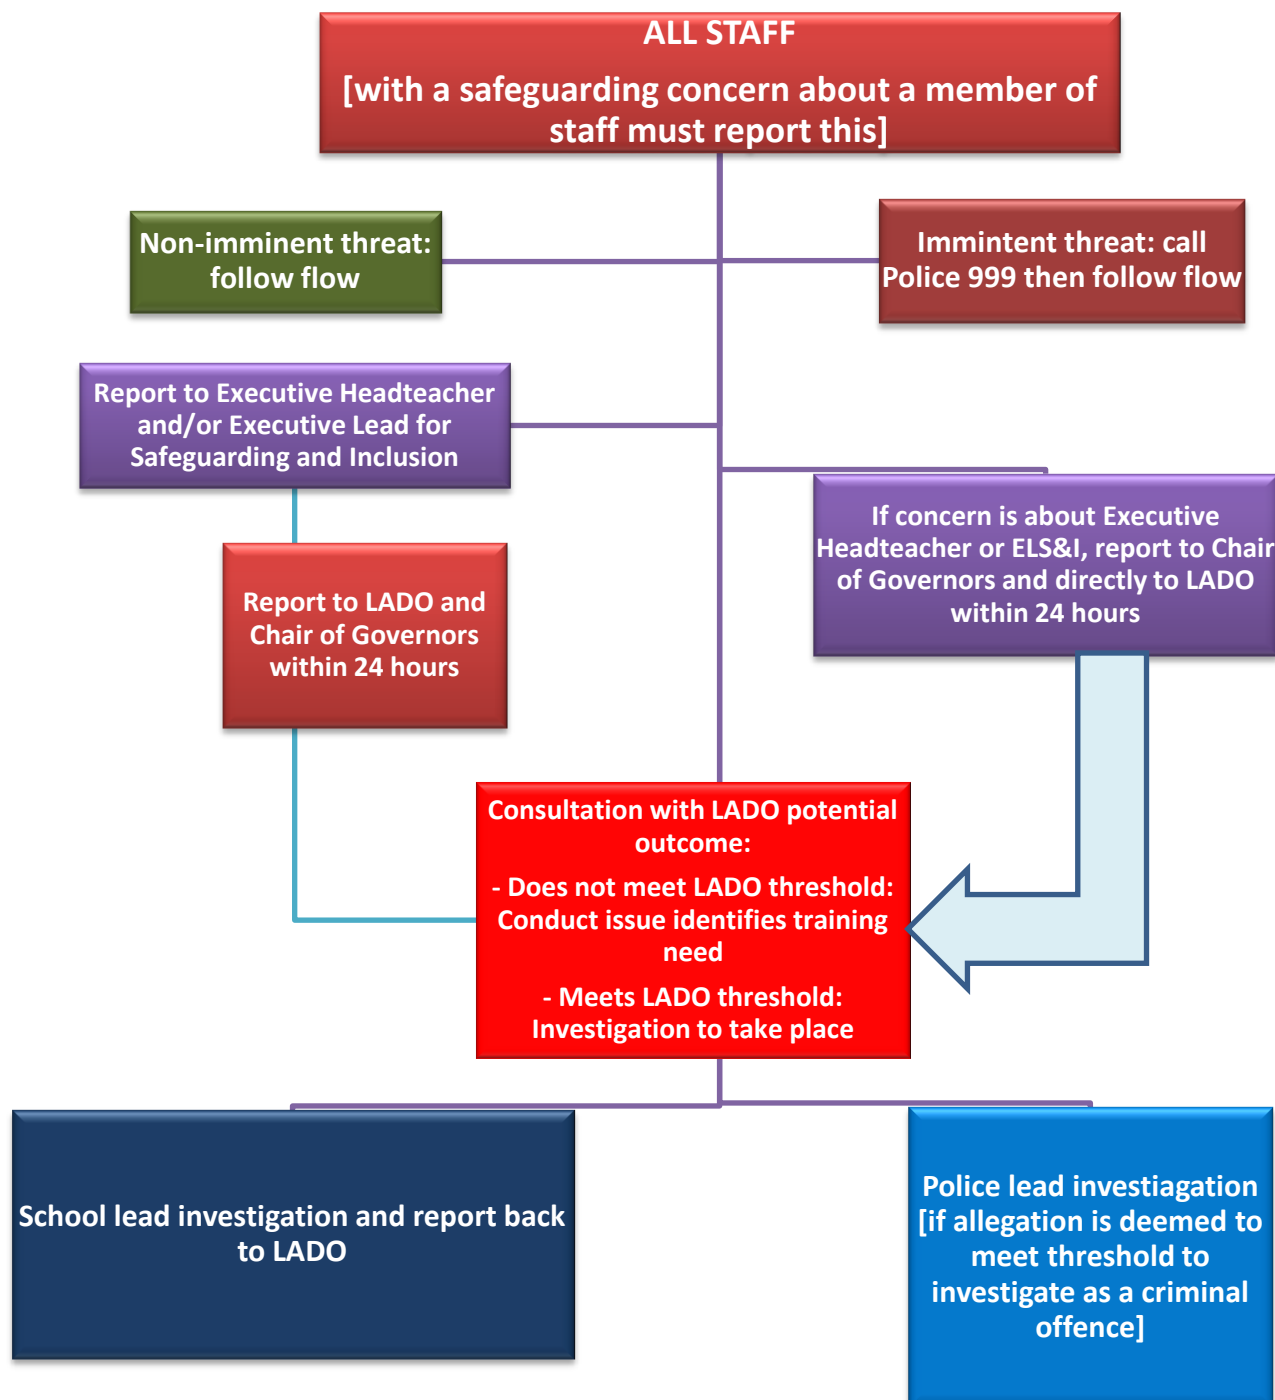 ALL STAFF
[with a safeguarding concern about a member of
staff must report this]
Non-imminent threat:
follow flow
Immintent threat: call
Police 999 then follow flow
Report to Executive Headteacher
and/or Executive Lead for
Safeguarding and Inclusion
If concern is about Executive
Headteacher or ELS&I, report to Chair
of Governors and directly to LADO
within 24 hours
Report to LADO and
Chair of Governors
within 24 hours
Consultation with LADO potential
outcome:
- Does not meet LADO threshold:
Conduct issue identifies training
need
- Meets LADO threshold:
Investigation to take place
School lead investigation and report back
to LADO
Police lead investiagation
[if allegation is deemed to
meet threshold to
investigate as a criminal
offence]